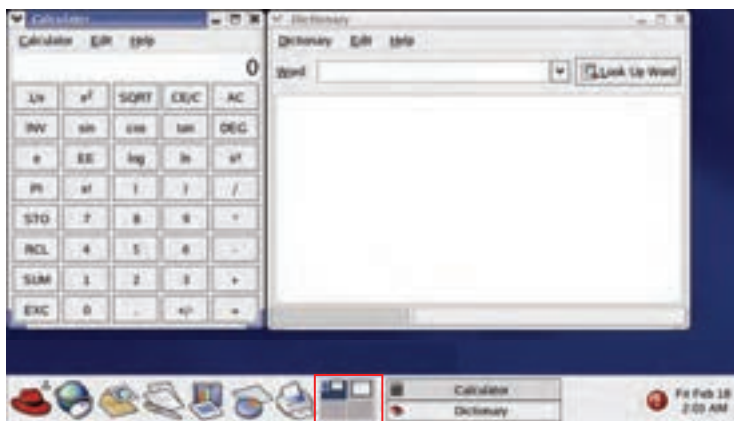 Calculator
Calculator Edit Help
0
1/x x² SQRT CE/C AC
INV sin cos tan DEG
e EE log ln
PI x! ( ) /
STO 7 8 9 *
RCL 4 5 6 -
SUM 1 2 3 +
EXC 0 . +/- =
Dictionary
Dictionary Edit Help
Word Look Up Word
Calculator
Dictionary
Fri Feb 18
2:03 AM